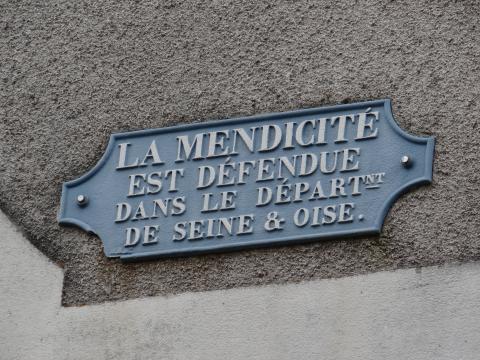 LA MENDICITÉ
EST DÉFENDUE
DANS LE DÉPARTNT
DE SEINE & OISE.